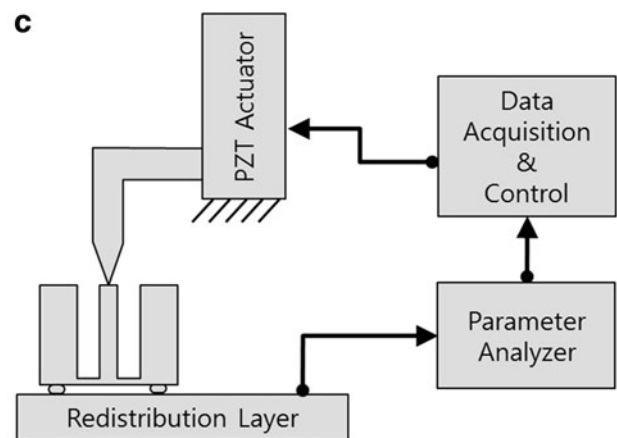 c
PZT Actuator
Data
Acquisition
&
Control
Parameter
Analyzer
Redistribution Layer